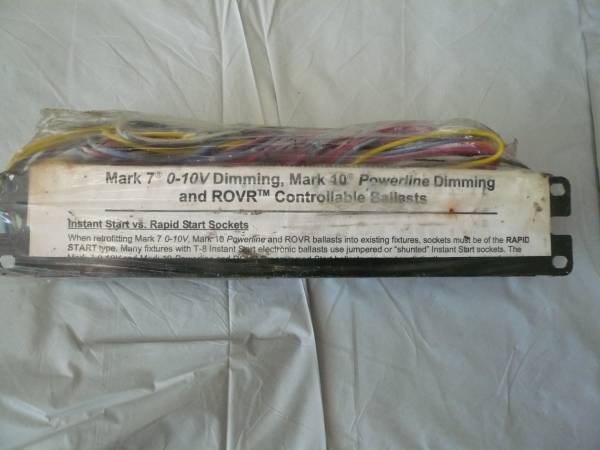 Mark 7® 0-10V Dimming, Mark 10® Powerline Dimming
and ROVR™ Controllable Ballasts
Instant Start vs. Rapid Start Sockets
When retrofitting Mark 7 0-10V, Mark 10 Powerline and ROVR ballasts into existing fixtures, sockets must be of the RAPID
START type. Many fixtures with T-8 Instant Start electronic ballasts use jumpered or "shunted" Instant Start sockets. The